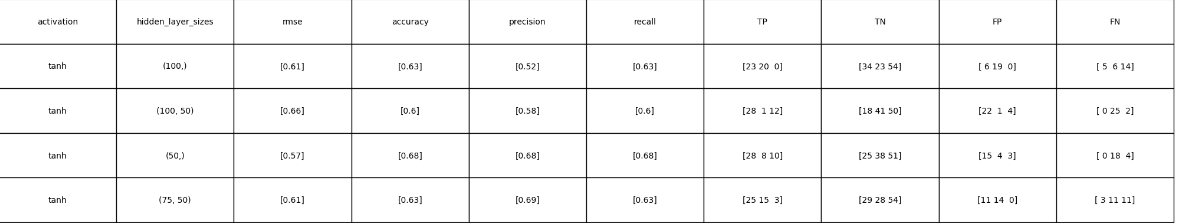 activation hidden_layer_sizes rmse accuracy precision recall TP TN FP FN
tanh (100,) [0.61] [0.63] [0.52] [0.63] [23 20  0] [34 23 54] [ 6 19  0] [ 5  6 14]
tanh (100, 50) [0.66] [0.6] [0.58] [0.6] [28  1 12] [18 41 50] [22  1  4] [ 0 25  2]
tanh (50,) [0.57] [0.68] [0.68] [0.68] [28  8 10] [25 38 51] [15  4  3] [ 0 18  4]
tanh (75, 50) [0.61] [0.63] [0.69] [0.63] [25 15  3] [29 28 54] [11 14  0] [ 3 11 11]